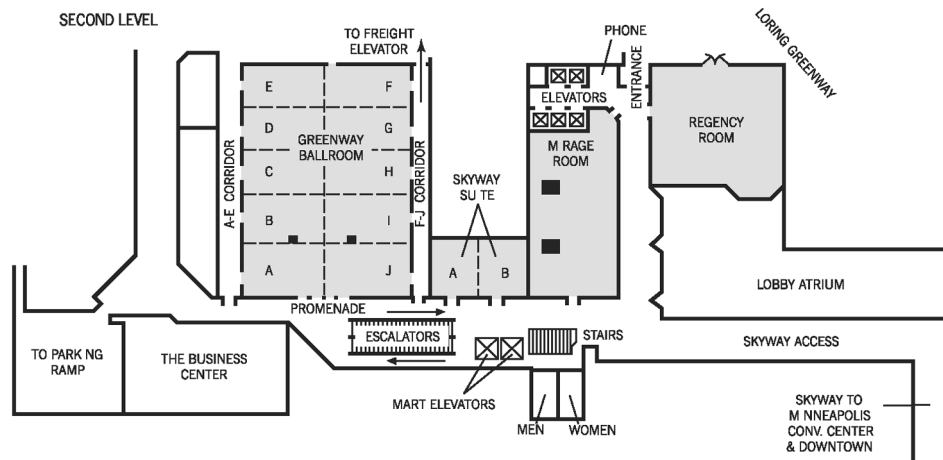 SECOND LEVEL
TO FREIGHT
ELEVATOR
PHONE
ENTRANCE
LORING GREENWAY
ELEVATORS
REGENCY
ROOM
E
F
D
G
GREENWAY
BALLROOM
C
H
B
I
A
J
A-E CORRIDOR
F-J CORRIDOR
M RAGE
ROOM
SKYWAY
SU TE
A
B
LOBBY ATRIUM
PROMENADE
ESCALATORS
STAIRS
SKYWAY ACCESS
TO PARK NG
RAMP
THE BUSINESS
CENTER
MART ELEVATORS
MEN
WOMEN
SKYWAY TO
M NNEAPOLIS
CONV. CENTER
& DOWNTOWN